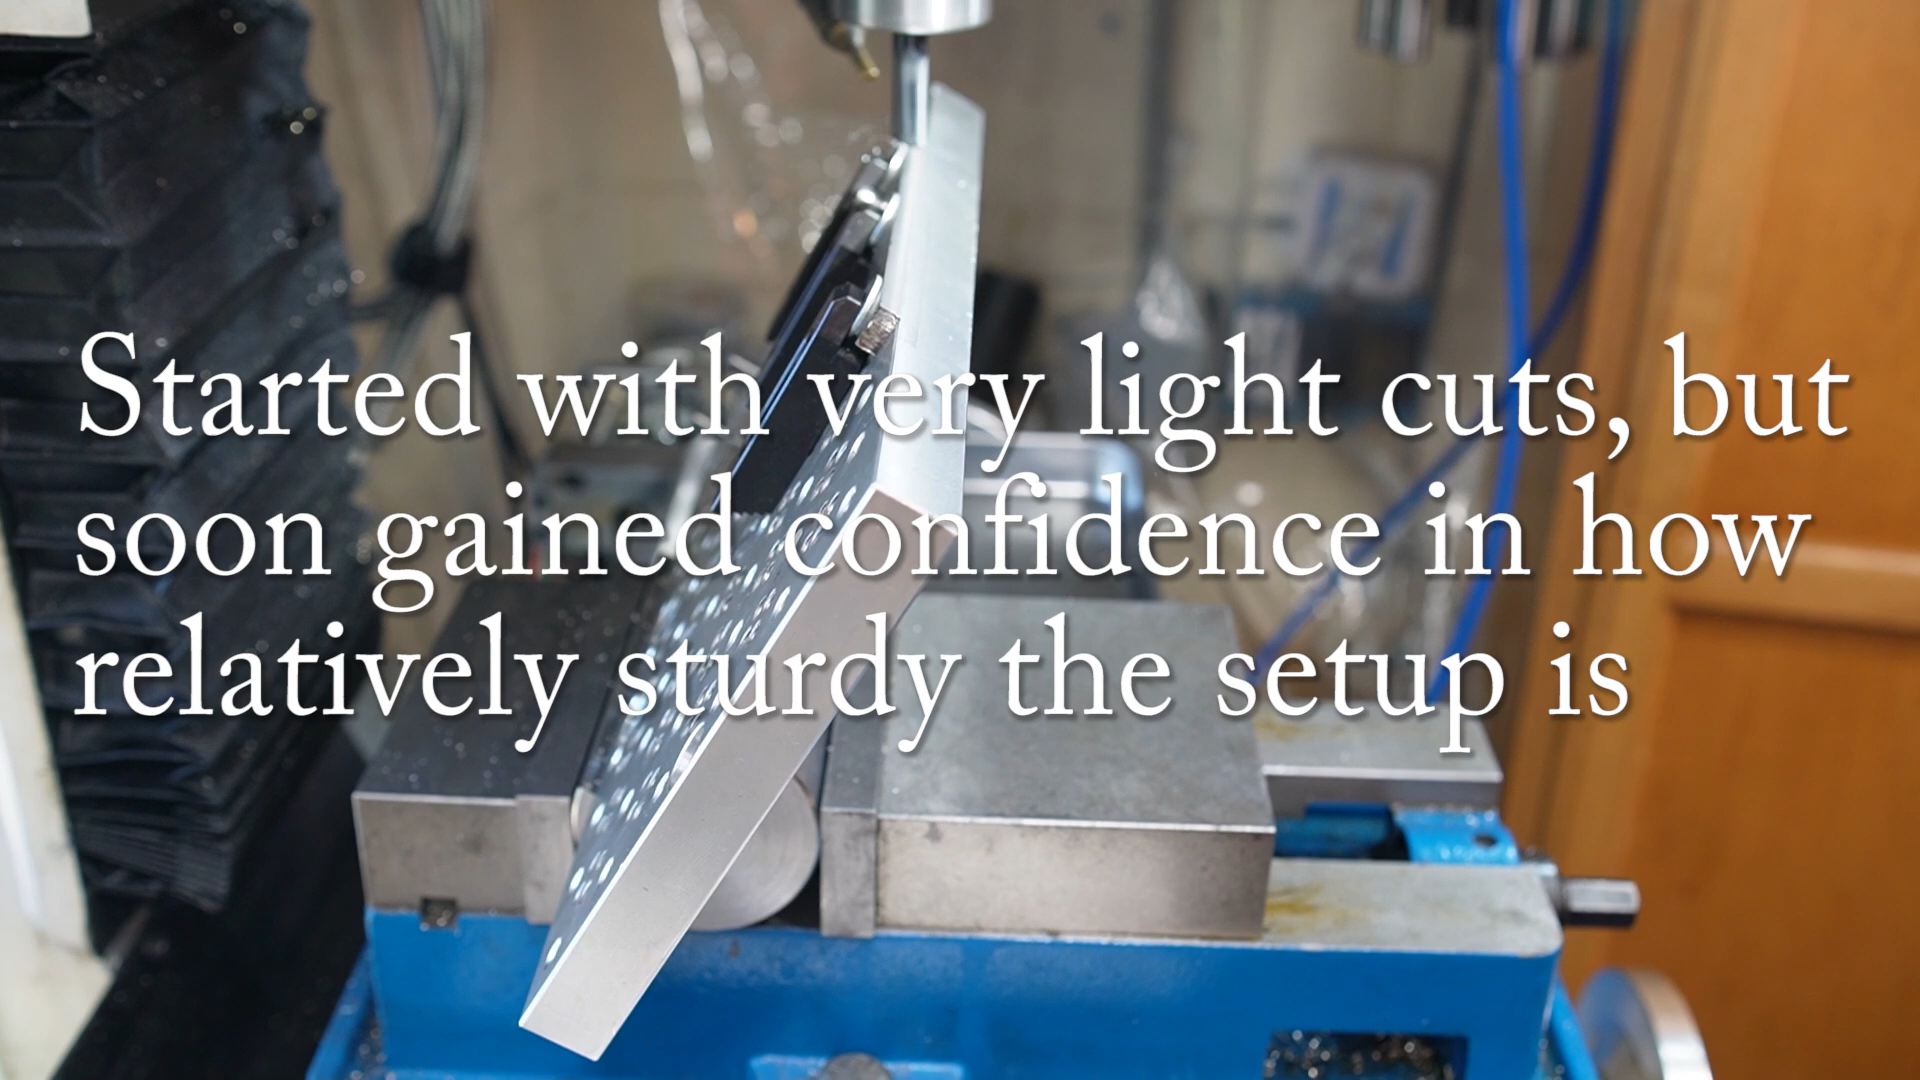 Started with very light cuts, but
soon gained confidence in how
relatively sturdy the setup is